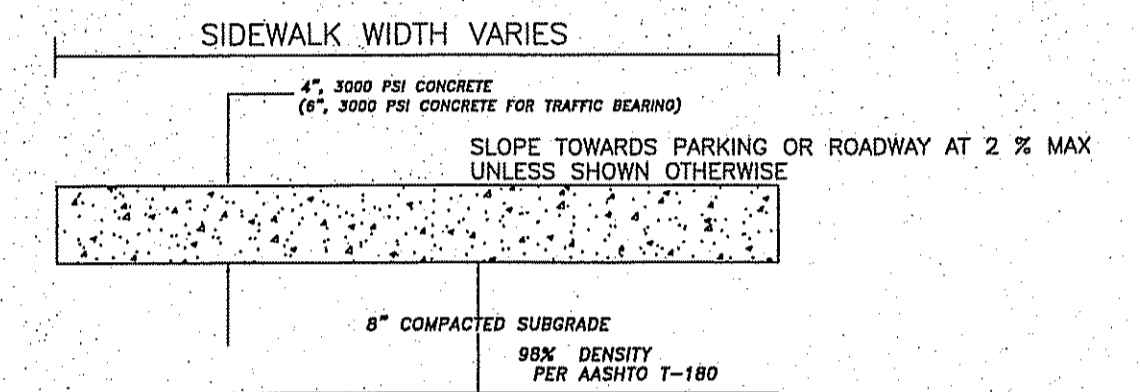 SIDEWALK WIDTH VARIES
4", 3000 PSI CONCRETE
(6", 3000 PSI CONCRETE FOR TRAFFIC BEARING)
SLOPE TOWARDS PARKING OR ROADWAY AT 2 % MAX
UNLESS SHOWN OTHERWISE
8" COMPACTED SUBGRADE
98% DENSITY
PER AASHTO T-180